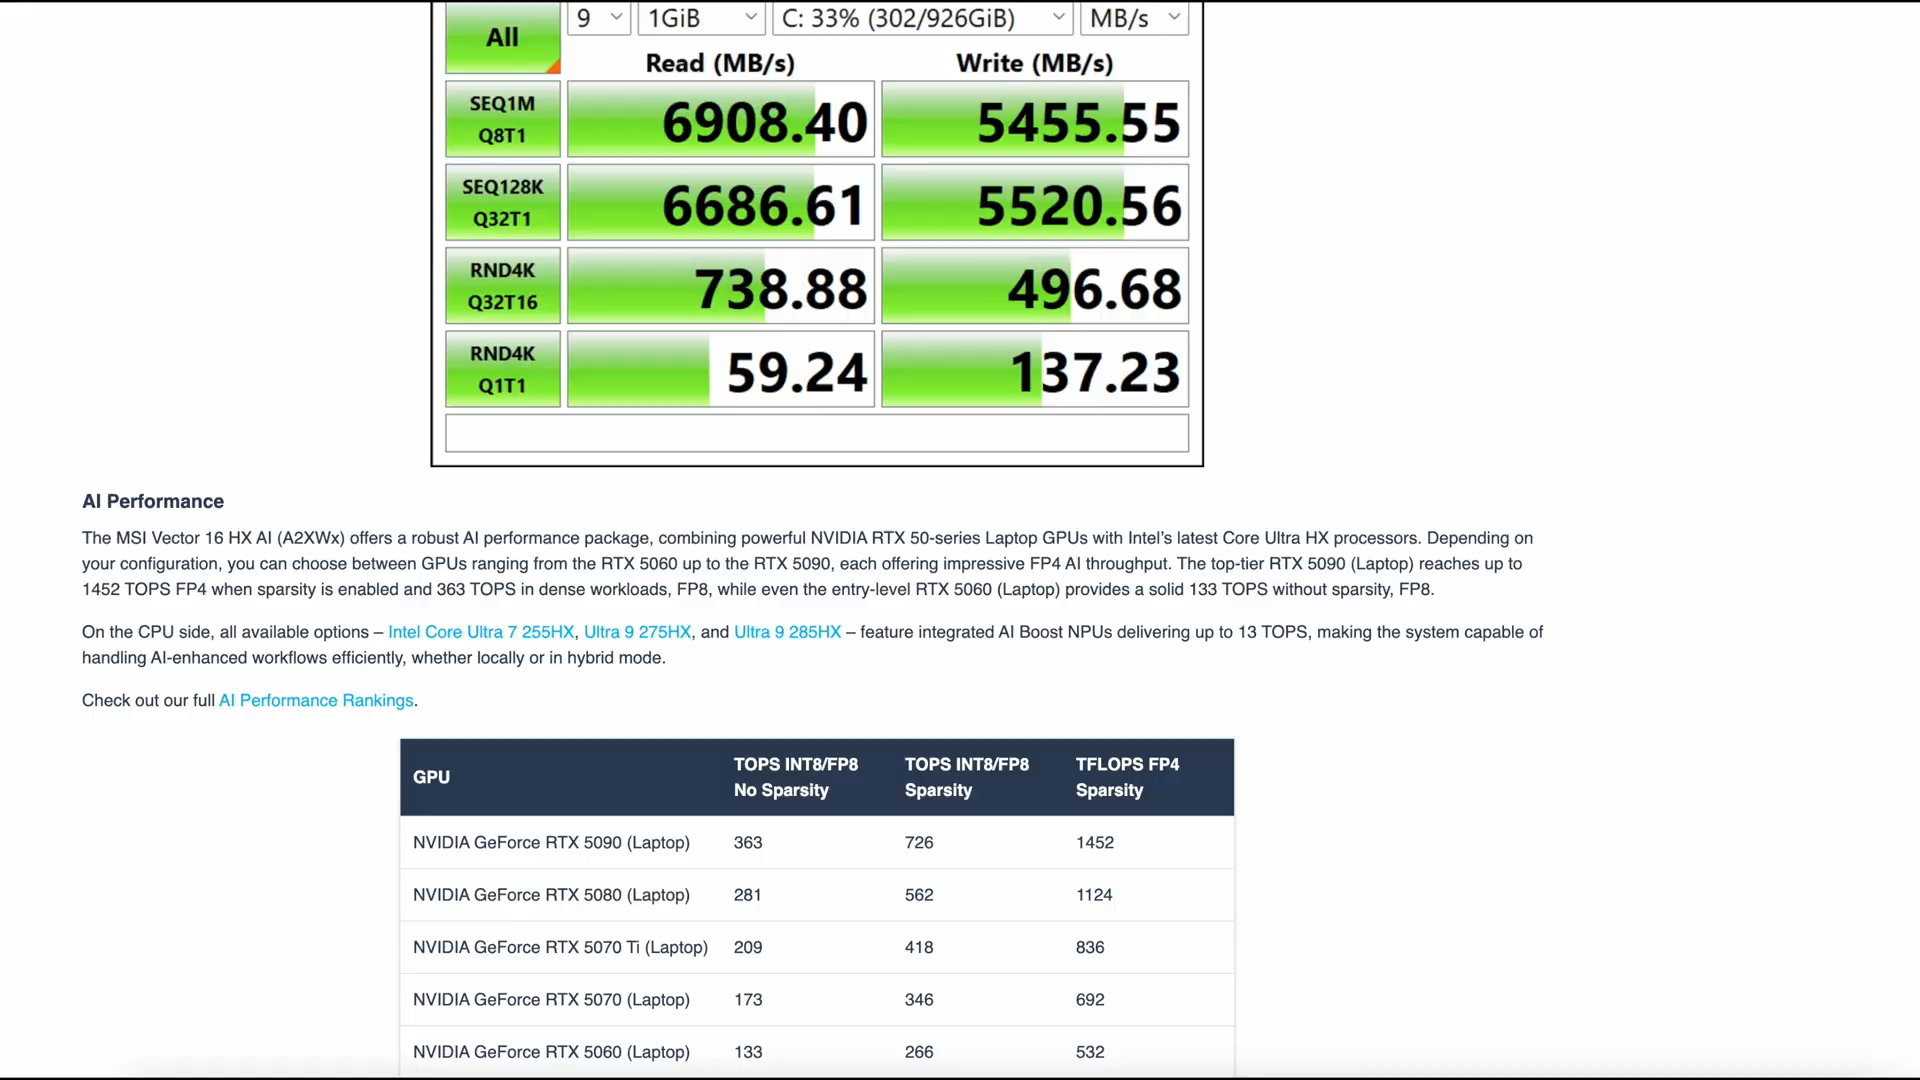 All 9 1GiB C: 33% (302/926GiB) MB/s
Read (MB/s) Write (MB/s)
SEQ1M
Q8T1 6908.40 5455.55
SEQ128K
Q32T1 6686.61 5520.56
RND4K
Q32T16 738.88 496.68
RND4K
Q1T1 59.24 137.23
AI Performance
The MSI Vector 16 HX AI (A2XWx) offers a robust AI performance package, combining powerful NVIDIA RTX 50-series Laptop GPUs with Intel’s latest Core Ultra HX processors. Depending on
your configuration, you can choose between GPUs ranging from the RTX 5060 up to the RTX 5090, each offering impressive FP4 AI throughput. The top-tier RTX 5090 (Laptop) reaches up to
1452 TOPS FP4 when sparsity is enabled and 363 TOPS in dense workloads, FP8, while even the entry-level RTX 5060 (Laptop) provides a solid 133 TOPS without sparsity, FP8.
On the CPU side, all available options – Intel Core Ultra 7 255HX, Ultra 9 275HX, and Ultra 9 285HX – feature integrated AI Boost NPUs delivering up to 13 TOPS, making the system capable of
handling AI-enhanced workflows efficiently, whether locally or in hybrid mode.
Check out our full AI Performance Rankings.
GPU TOPS INT8/FP8 No Sparsity TOPS INT8/FP8 Sparsity TFLOPS FP4 Sparsity
NVIDIA GeForce RTX 5090 (Laptop) 363 726 1452
NVIDIA GeForce RTX 5080 (Laptop) 281 562 1124
NVIDIA GeForce RTX 5070 Ti (Laptop) 209 418 836
NVIDIA GeForce RTX 5070 (Laptop) 173 346 692
NVIDIA GeForce RTX 5060 (Laptop) 133 266 532